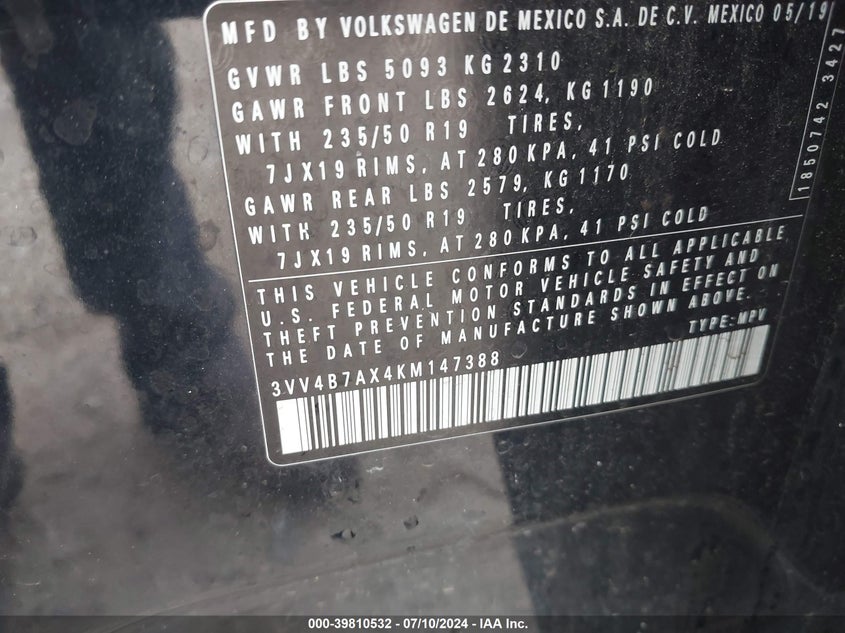 MFD BY VOLKSWAGEN DE MEXICO S.A. DE C.V. MEXICO 05/19
GVWR LBS 5093 KG 2310
GAWR FRONT LBS 2624, KG 1190
WITH 235/50 R19 TIRES,
7JX19 RIMS, AT 280 KPA, 41 PSI COLD
GAWR REAR LBS 2579, KG 1170
WITH 235/50 R19 TIRES,
7JX19 RIMS, AT 280 KPA, 41 PSI COLD
1850742 3427
THIS VEHICLE CONFORMS TO ALL APPLICABLE
U.S. FEDERAL MOTOR VEHICLE SAFETY AND
THEFT PREVENTION STANDARDS IN EFFECT ON
THE DATE OF MANUFACTURE SHOWN ABOVE.
TYPE: MPV
3VV4B7AX4KM147388
000-39810532 - 07/10/2024 - IAA Inc.